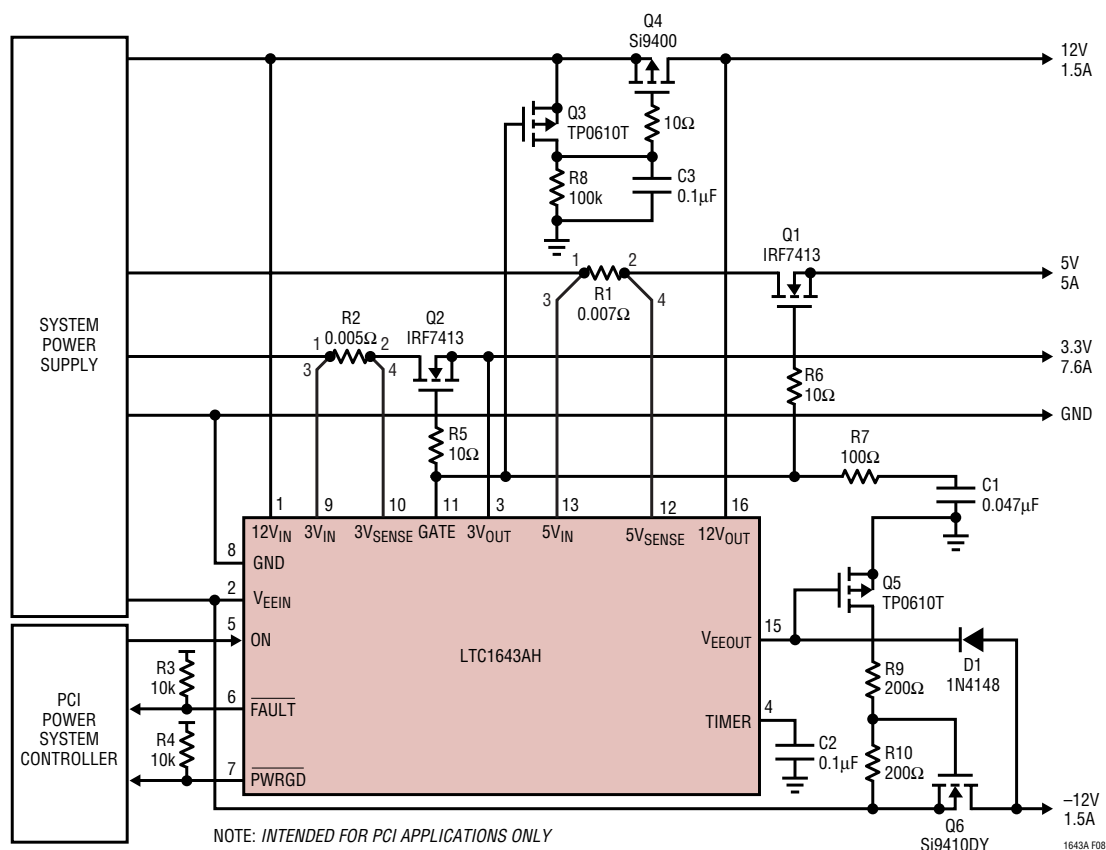 Q4
Si9400
12V
1.5A
Q3
TP0610T
10Ω
R8
100k
C3
0.1µF
Q1
IRF7413
5V
5A
1
2
R1
0.007Ω
3
4
SYSTEM
POWER
SUPPLY
R2
0.005Ω
1
2
3
4
Q2
IRF7413
3.3V
7.6A
R6
10Ω
GND
R5
10Ω
R7
100Ω
C1
0.047µF
1
9
10
11
3
13
12
16
12VIN
3VIN
3VSENSE
GATE
3VOUT
5VIN
5VSENSE
12VOUT
8
GND
2
VEEIN
5
ON
6
FAULT
7
PWRGD
LTC1643AH
15
VEEOUT
4
TIMER
Q5
TP0610T
D1
1N4148
R9
200Ω
R10
200Ω
C2
0.1µF
R3
10k
R4
10k
PCI
POWER
SYSTEM
CONTROLLER
–12V
1.5A
Q6
Si9410DY
NOTE: INTENDED FOR PCI APPLICATIONS ONLY
1643A F08